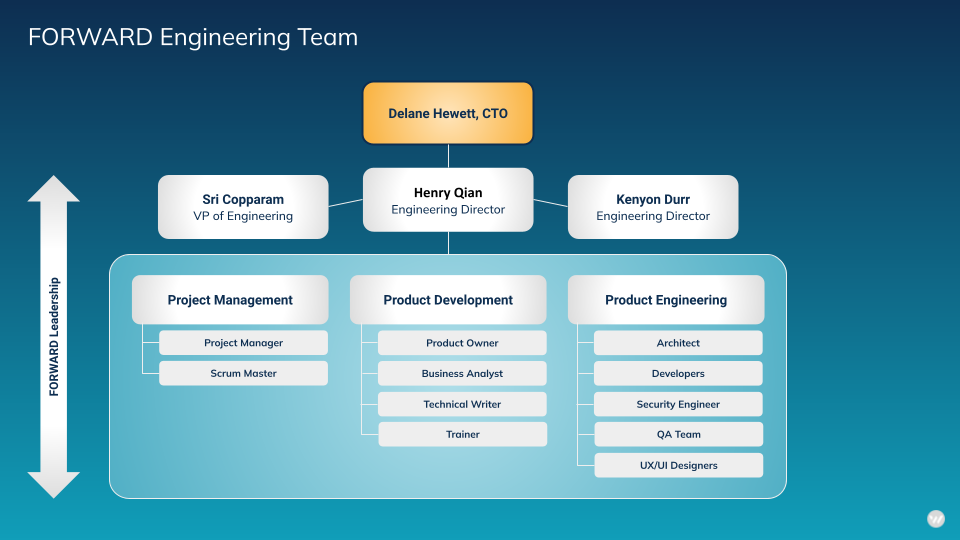 FORWARD Engineering Team
Delane Hewett, CTO
Sri Copparam
VP of Engineering
Henry Qian
Engineering Director
Kenyon Durr
Engineering Director
FORWARD Leadership
Project Management
Project Manager
Scrum Master
Product Development
Product Owner
Business Analyst
Technical Writer
Trainer
Product Engineering
Architect
Developers
Security Engineer
QA Team
UX/UI Designers
W